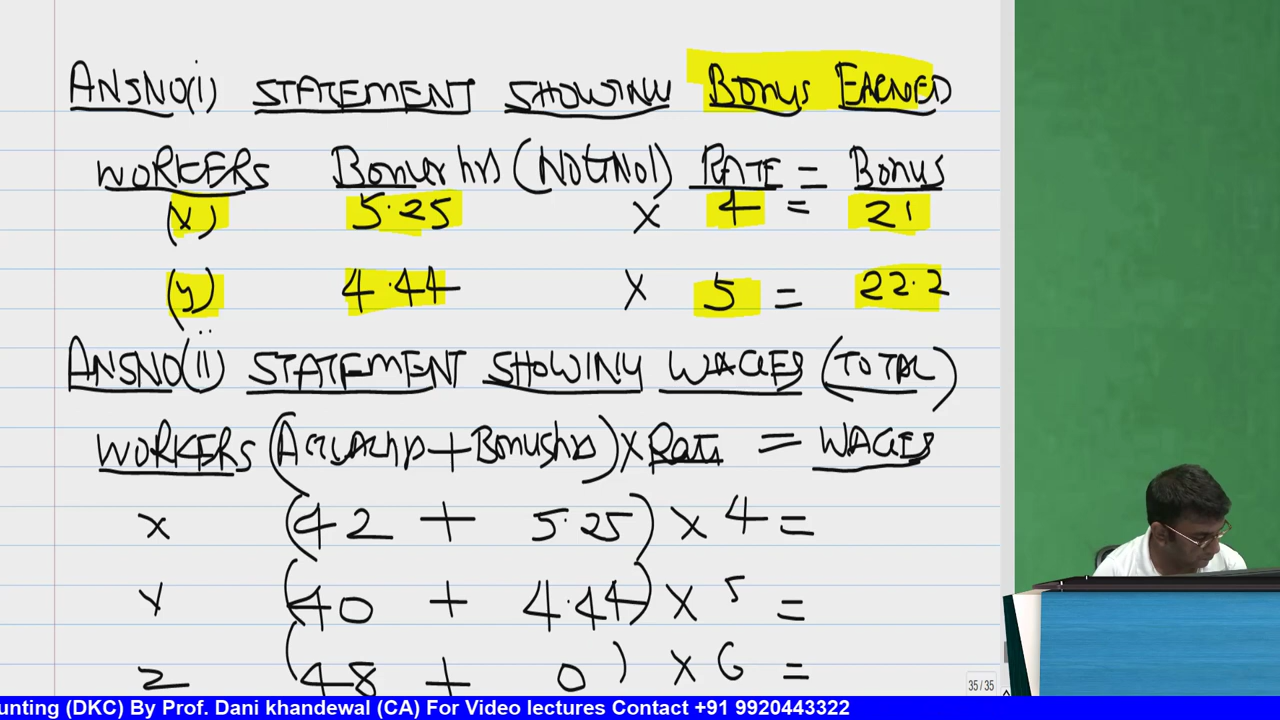 ANSNO(i) STATEMENT SHOWING BONUS EARNED
WORKERS Bonus hrs (NotNo1) RATE = Bonus
(x) 5.25 X 4 = 21
(y) 4.44 X 5 = 22.2
ANSNO(ii) STATEMENT SHOWING WAGES (TOTAL)
WORKERS (Actual hrs + Bonus hrs) X Rate = WAGES
X (42 + 5.25) X 4 =
Y (40 + 4.44) X 5 =
Z (48 + 0) X 6 =
35/35
unting (DKC) By Prof. Dani khandewal (CA) For Video lectures Contact +91 9920443322